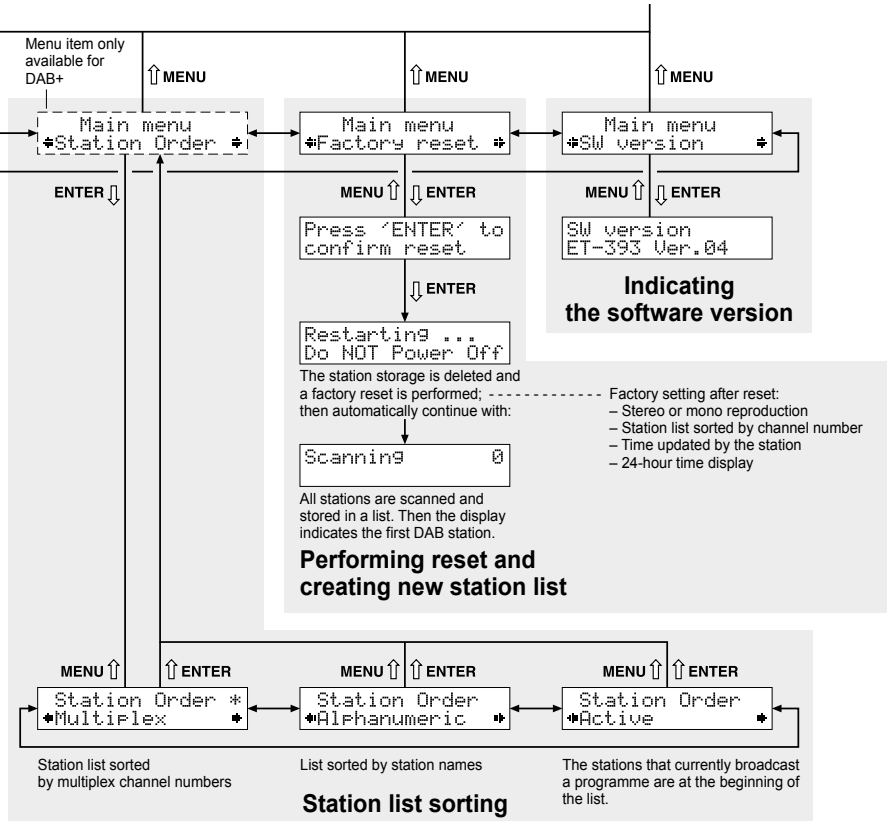 Menu item only
available for
DAB+
MENU
MENU
MENU
Main menu
Station Order
Main menu
Factory reset
Main menu
SW version
ENTER
MENU
ENTER
MENU
ENTER
Press ´ENTER´ to
confirm reset
SW version
ET-393 Ver.04
Indicating
the software version
ENTER
Restarting ...
Do NOT Power Off
The station storage is deleted and
a factory reset is performed;
then automatically continue with:
Factory setting after reset:
– Stereo or mono reproduction
– Station list sorted by channel number
– Time updated by the station
– 24-hour time display
Scanning 0
All stations are scanned and
stored in a list. Then the display
indicates the first DAB station.
Performing reset and
creating new station list
MENU
ENTER
MENU
ENTER
MENU
ENTER
Station Order *
Multiplex
Station Order
Alphanumeric
Station Order
Active
Station list sorted
by multiplex channel numbers
List sorted by station names
The stations that currently broadcast
a programme are at the beginning of
the list.
Station list sorting